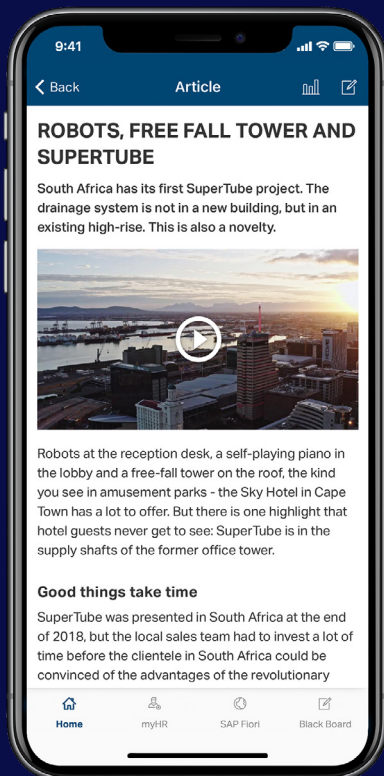 9:41
Back
Article
ROBOTS, FREE FALL TOWER AND
SUPERTUBE
South Africa has its first SuperTube project. The
drainage system is not in a new building, but in an
existing high-rise. This is also a novelty.
Robots at the reception desk, a self-playing piano in
the lobby and a free-fall tower on the roof, the kind
you see in amusement parks - the Sky Hotel in Cape
Town has a lot to offer. But there is one highlight that
hotel guests never get to see: SuperTube is in the
supply shafts of the former office tower.
Good things take time
SuperTube was presented in South Africa at the end
of 2018, but the local sales team had to invest a lot of
time before the clientele in South Africa could be
convinced of the advantages of the revolutionary
Home
myHR
SAP Fiori
Black Board